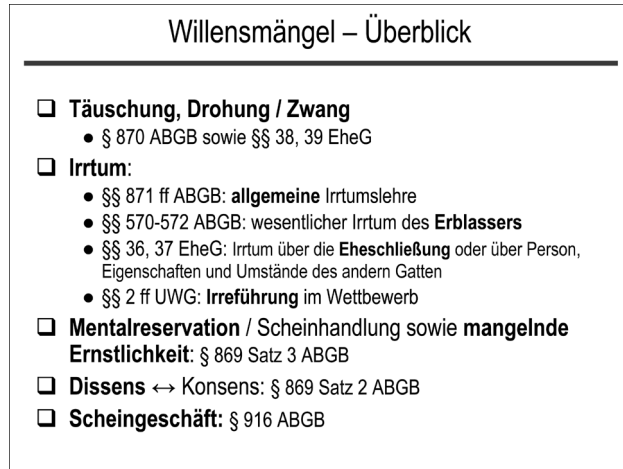 Willensmängel – Überblick
❑ Täuschung, Drohung / Zwang
● § 870 ABGB sowie §§ 38, 39 EheG
❑ Irrtum:
● §§ 871 ff ABGB: allgemeine Irrtumslehre
● §§ 570-572 ABGB: wesentlicher Irrtum des Erblassers
● §§ 36, 37 EheG: Irrtum über die Eheschließung oder über Person,
Eigenschaften und Umstände des andern Gatten
● §§ 2 ff UWG: Irreführung im Wettbewerb
❑ Mentalreservation / Scheinhandlung sowie mangelnde
Ernstlichkeit: § 869 Satz 3 ABGB
❑ Dissens ↔ Konsens: § 869 Satz 2 ABGB
❑ Scheingeschäft: § 916 ABGB